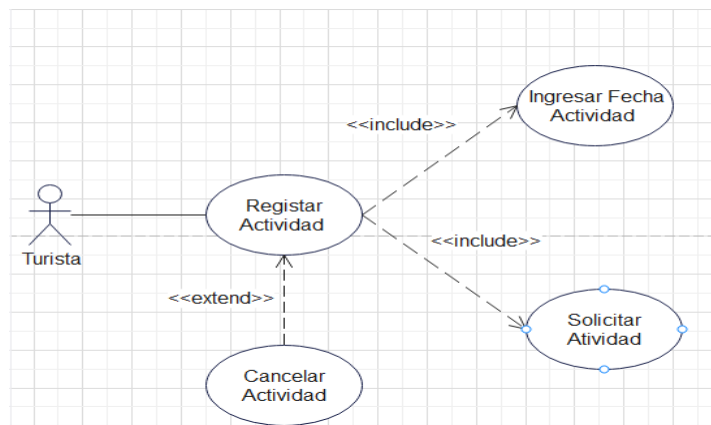 Ingresar Fecha
Actividad
<<include>>
Registar
Actividad
<<include>>
Turista
<<extend>>
Solicitar
Atividad
Cancelar
Actividad